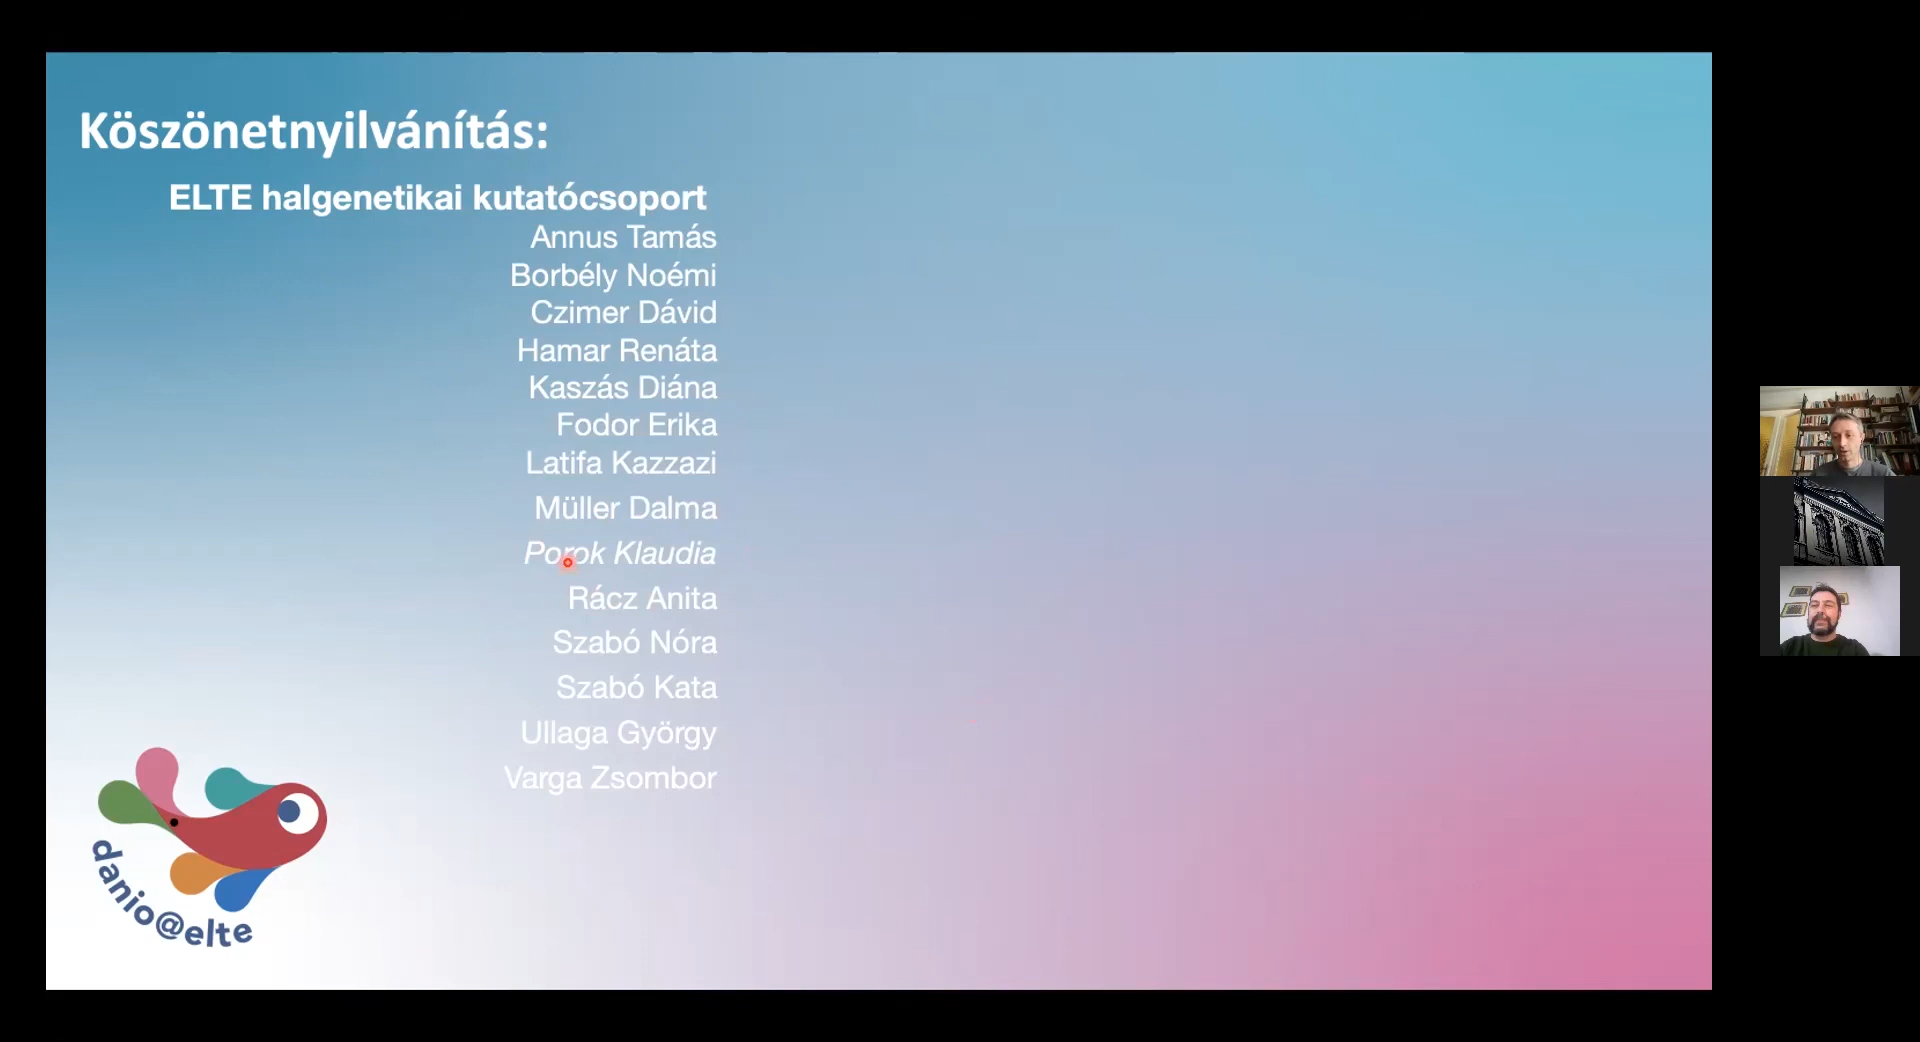 Köszönetnyilvánítás:
ELTE halgenetikai kutatócsoport
Annus Tamás
Borbély Noémi
Czimer Dávid
Hamar Renáta
Kaszás Diána
Fodor Erika
Latifa Kazzazi
Müller Dalma
Porok Klaudia
Rácz Anita
Szabó Nóra
Szabó Kata
Ullaga György
Varga Zsombor
danio@elte